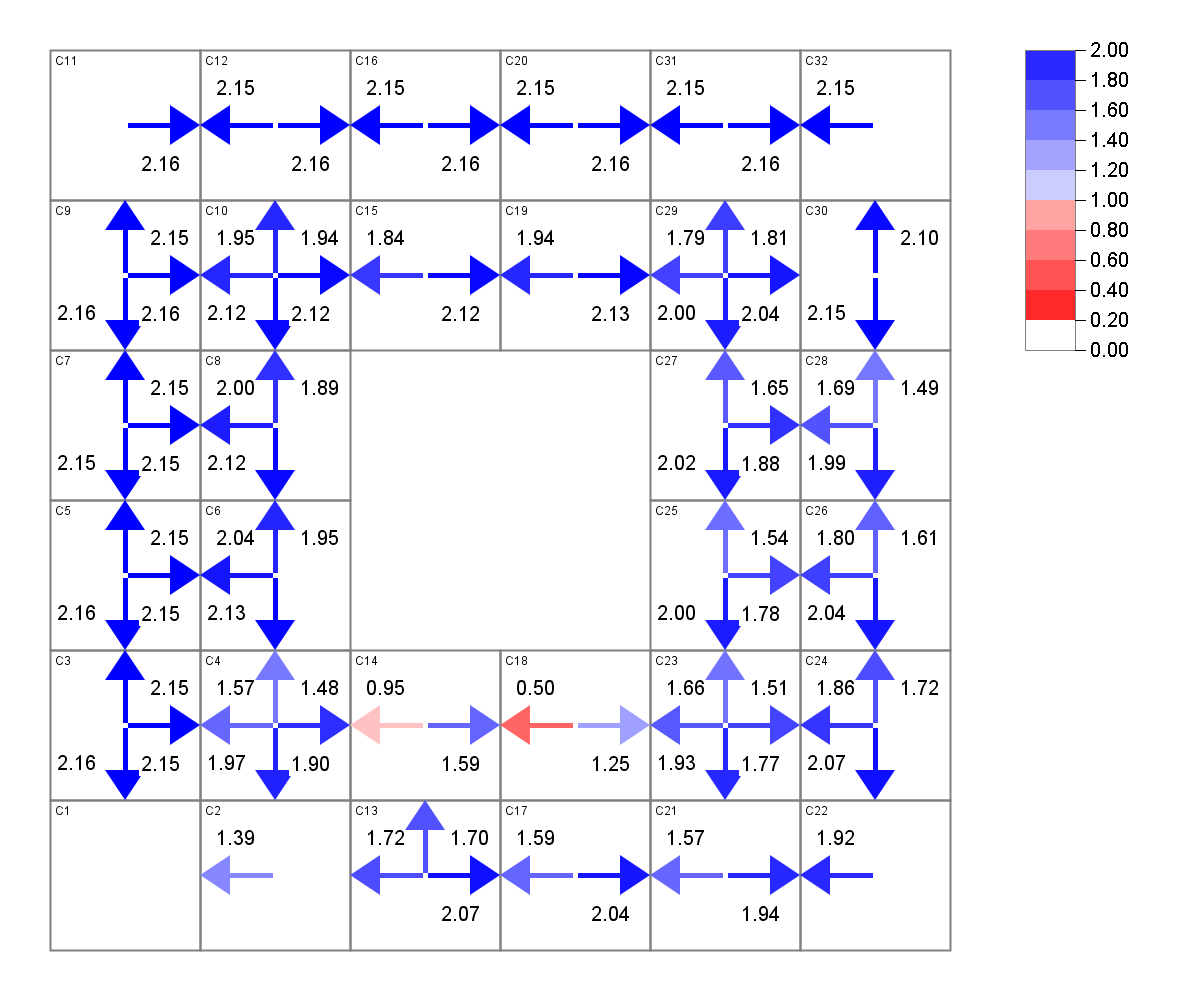 C11 C12 C16 C20 C31 C32 2.00
2.15 2.15 2.15 2.15 2.15 1.80
1.60
1.40
2.16 2.16 2.16 2.16 2.16 1.20
1.00
C9 C10 C15 C19 C29 C30 0.80
2.15 1.95 1.94 1.84 1.94 1.79 1.81 2.10 0.60
0.40
2.16 2.16 2.12 2.12 2.12 2.13 2.00 2.04 2.15 0.20
0.00
C7 C8 C27 C28
2.15 2.00 1.89 1.65 1.69 1.49
2.15 2.15 2.12 2.02 1.88 1.99
C5 C6 C25 C26
2.15 2.04 1.95 1.54 1.80 1.61
2.16 2.15 2.13 2.00 1.78 2.04
C3 C4 C14 C18 C23 C24
2.15 1.57 1.48 0.95 0.50 1.66 1.51 1.86 1.72
2.16 2.15 1.97 1.90 1.59 1.25 1.93 1.77 2.07
C1 C2 C13 C17 C21 C22
1.39 1.72 1.70 1.59 1.57 1.92
2.07 2.04 1.94